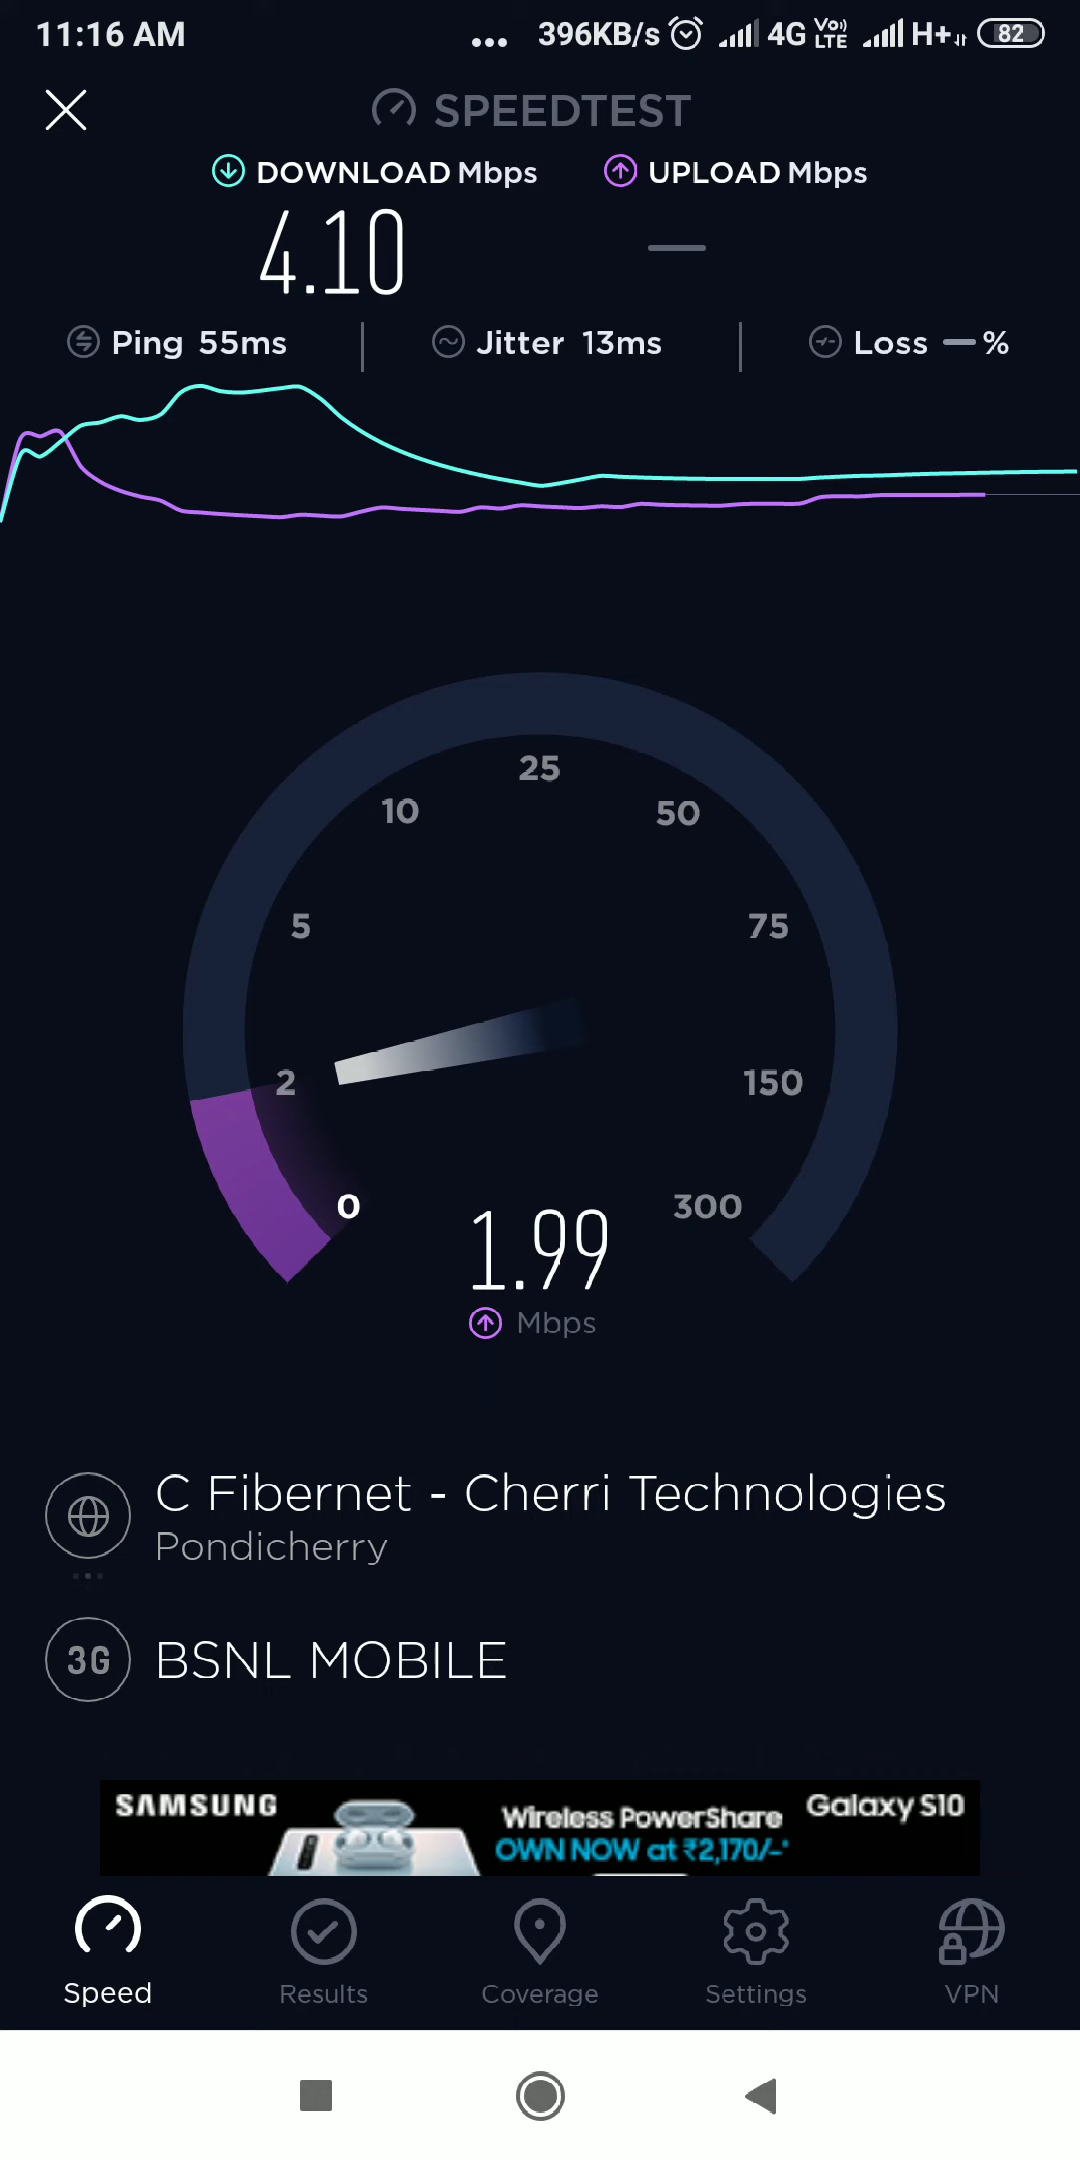 11:16 AM ... 396KB/s 4G Vo) LTE H+ 82
SPEEDTEST
DOWNLOAD Mbps UPLOAD Mbps
4.10 —
Ping 55ms Jitter 13ms Loss — %
25
10 50
5 75
2 150
0 300
1.99
Mbps
C Fibernet - Cherri Technologies
Pondicherry
3G BSNL MOBILE
SAMSUNG Wireless PowerShare Galaxy S10
OWN NOW at ₹2,170/-*
Speed Results Coverage Settings VPN